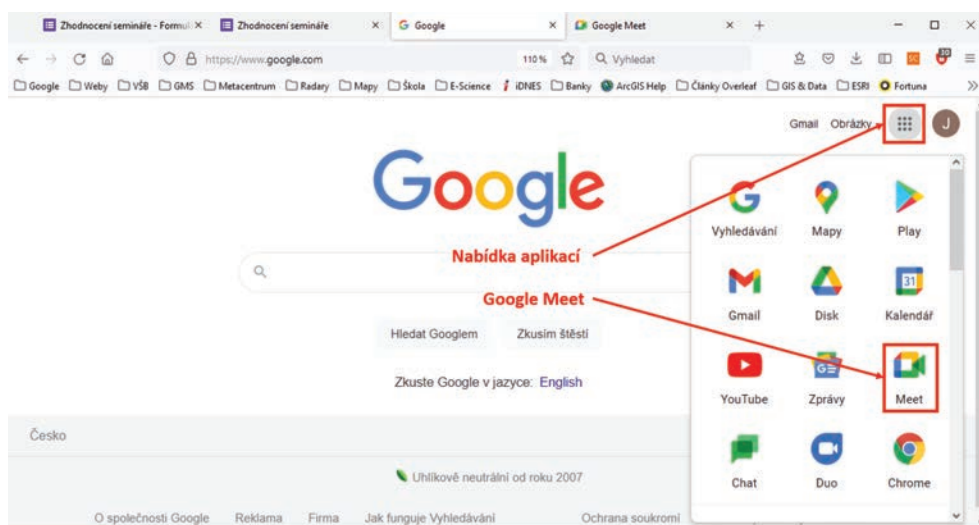 Zhodnocení semináře - Formul
Zhodnocení semináře
Google
Google Meet
https://www.google.com
110 %
Vyhledat
Google Weby VŠB GMS Metacentrum Radary Mapy Škola E-Science iDNES Banky ArcGIS Help Články Overleaf GIS & Data ESRI Fortuna
Gmail Obrázky J
Google
Vyhledávání Mapy Play
Nabídka aplikací
31
Gmail Disk Kalendář
Google Meet
Hledat Googlem Zkusím štěstí
YouTube Zprávy Meet
Zkuste Google v jazyce: English
Česko
Chat Duo Chrome
Uhlíkově neutrální od roku 2007
O společnosti Google Reklama Firma Jak funguje Vyhledávání Ochrana soukromí